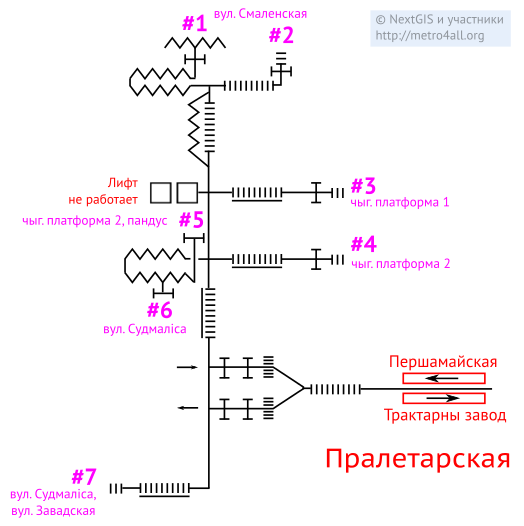 вул. Смаленская
#1
#2
© NextGIS и участники
http://metro4all.org
Лифт
не работает
#3
чыг. платформа 1
чыг. платформа 2, пандус
#5
#4
чыг. платформа 2
#6
вул. Судмаліса
Першамайская
Трактарны завод
Пралетарская
#7
вул. Судмаліса,
вул. Завадская